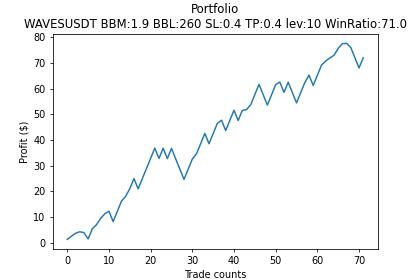 Portfolio
WAVESUSDT BBM:1.9 BBL:260 SL:0.4 TP:0.4 lev:10 WinRatio:71.0
80
70
60
50
40
30
20
10
0
Profit ($)
0 10 20 30 40 50 60 70
Trade counts